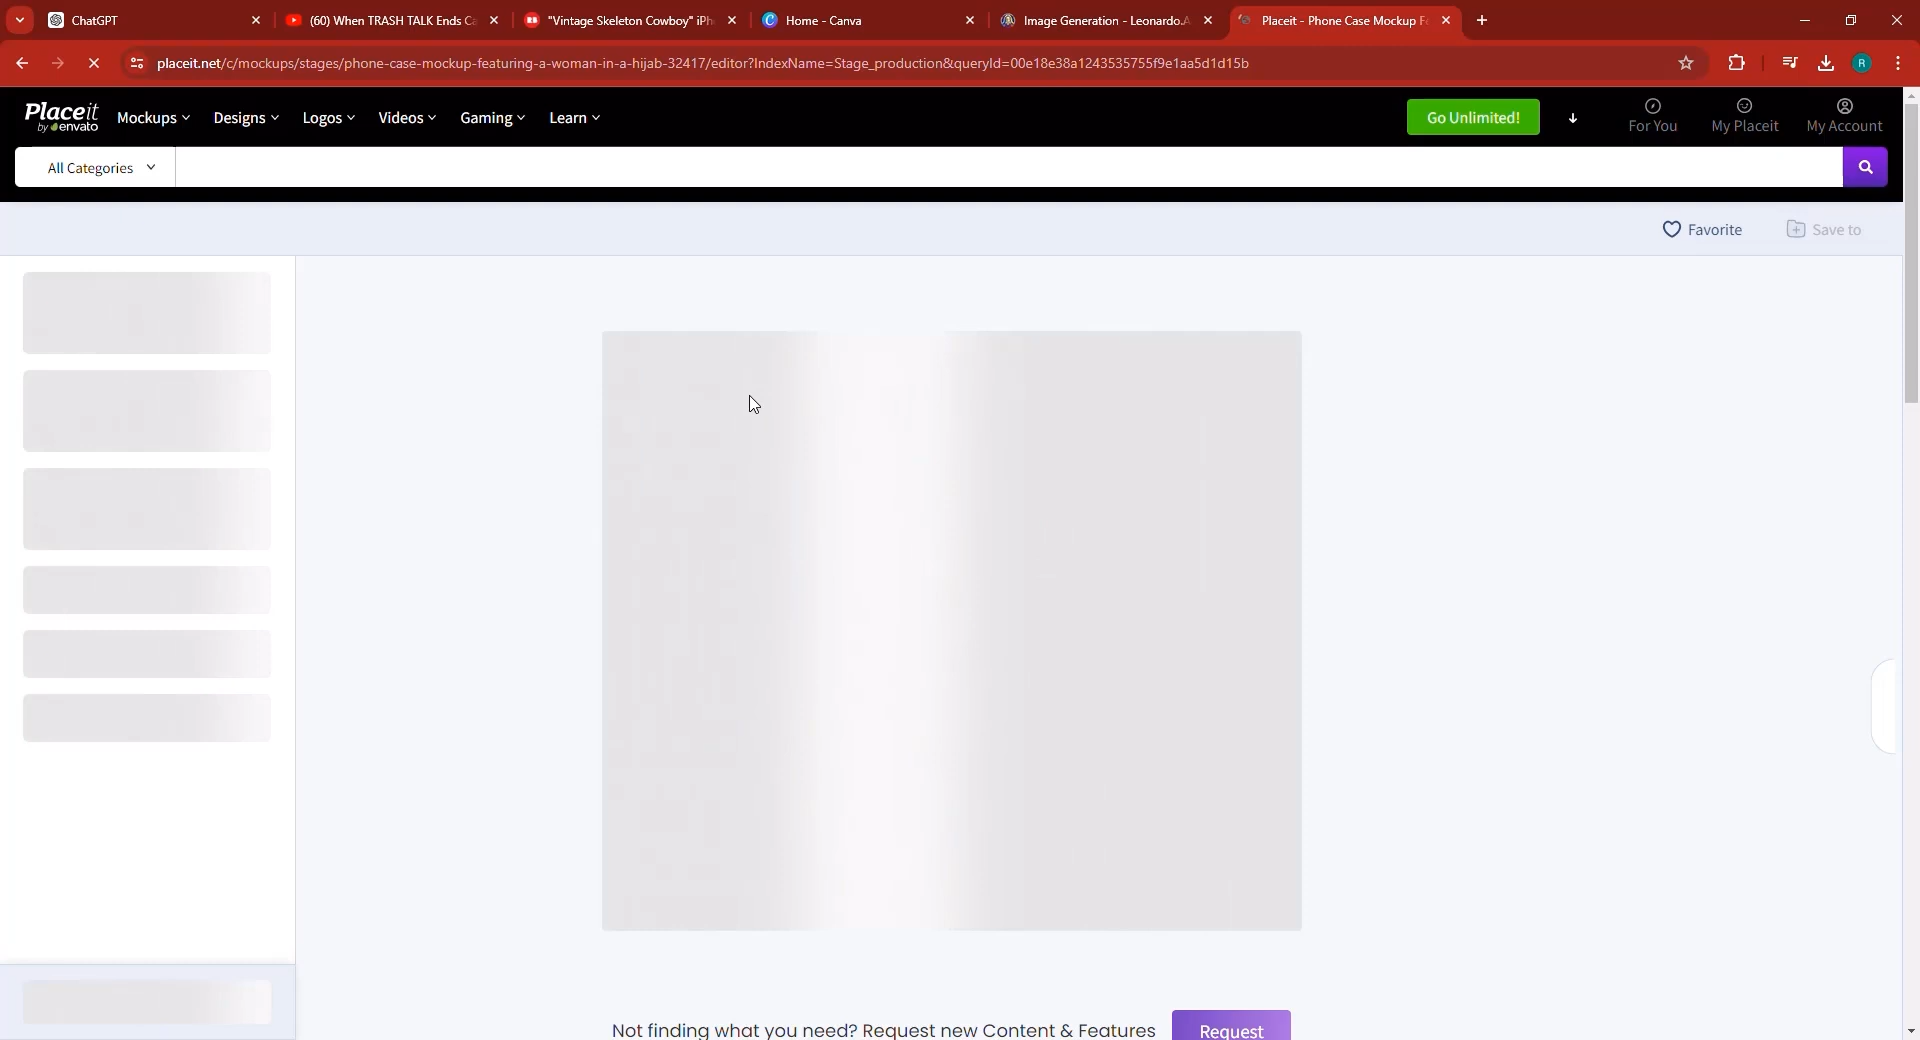 ChatGPT
(60) When TRASH TALK Ends Ca
"Vintage Skeleton Cowboy" iPh
Home - Canva
Image Generation - Leonardo.A
Placeit - Phone Case Mockup Fe
placeit.net/c/mockups/stages/phone-case-mockup-featuring-a-woman-in-a-hijab-32417/editor?IndexName=Stage_production&queryId=00e18e38a1243535755f9e1aa5d1d15b
R
Placeit
by envato
Mockups
Designs
Logos
Videos
Gaming
Learn
Go Unlimited!
For You
My Placeit
My Account
All Categories
Favorite
Save to
Not finding what you need? Request new Content & Features
Request